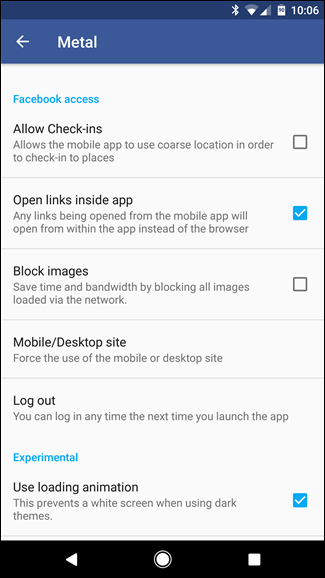 10:06
Metal
Facebook access
Allow Check-ins
Allows the mobile app to use coarse location in order
to check-in to places
Open links inside app
Any links being opened from the mobile app will
open from within the app instead of the browser
Block images
Save time and bandwidth by blocking all images
loaded via the network.
Mobile/Desktop site
Force the use of the mobile or desktop site
Log out
You can log in any time the next time you launch the app
Experimental
Use loading animation
This prevents a white screen when using dark
themes.